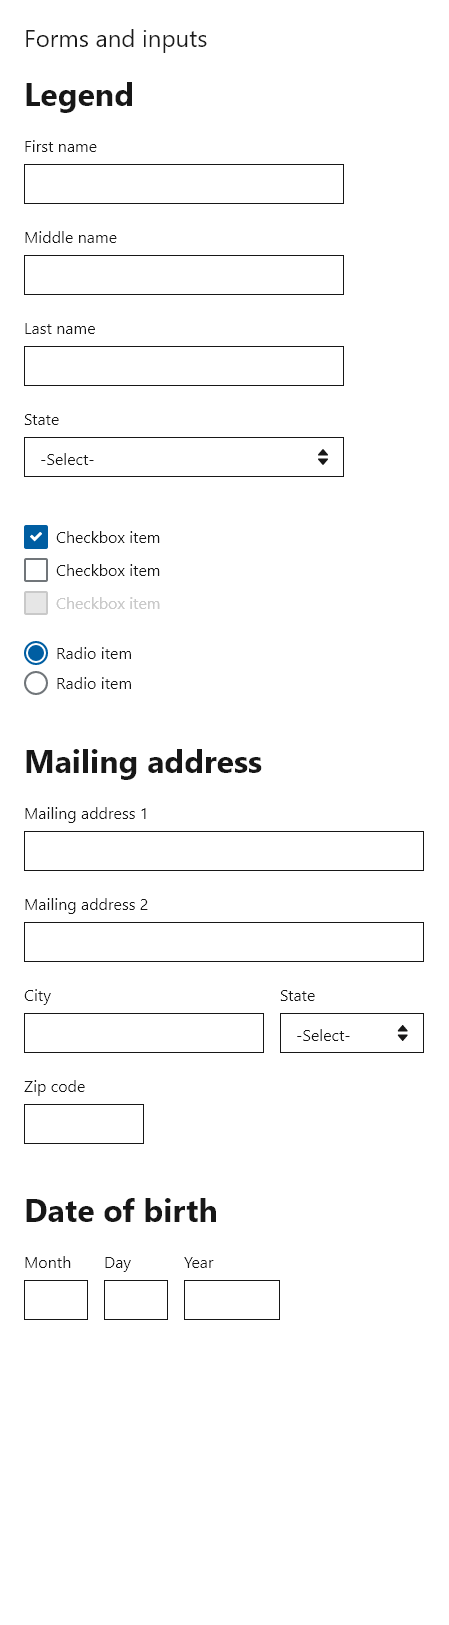 Forms and inputs
Legend
First name
Middle name
Last name
State
-Select-
Checkbox item
Checkbox item
Checkbox item
Radio item
Radio item
Mailing address
Mailing address 1
Mailing address 2
City State
-Select-
Zip code
Date of birth
Month Day Year